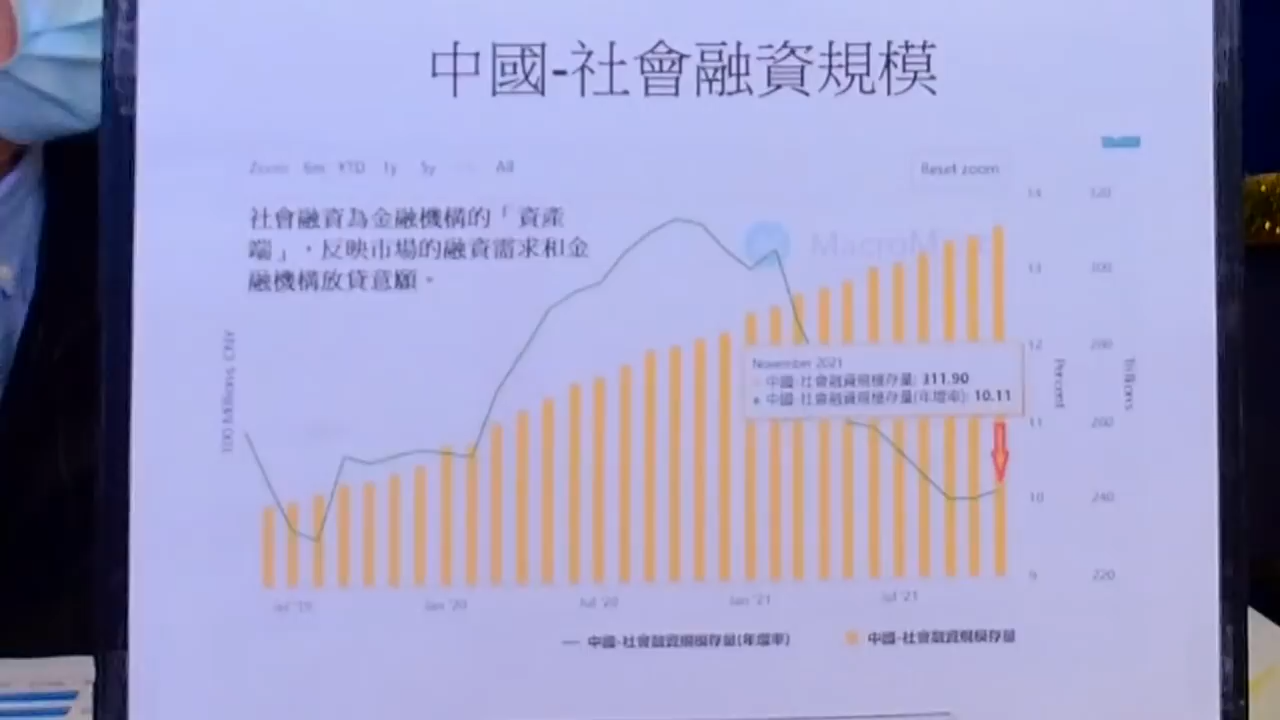 中國-社會融資規模
Zoom 6m YTD 1y 5y All
Reset zoom
社會融資為金融機構的「資產
端」，反映市場的融資需求和金
融機構放貸意願。
MacroM
14 320
13 300
12 280
11 260
10 240
9 220
100 Millions, CNY
Percent
Trillions
November 2021
中國-社會融資規模存量: 311.90
中國-社會融資規模存量(年增率): 10.11
Jul '19 Jan '20 Jul '20 Jan '21 Jul '21
中國-社會融資規模存量(年增率) 中國-社會融資規模存量